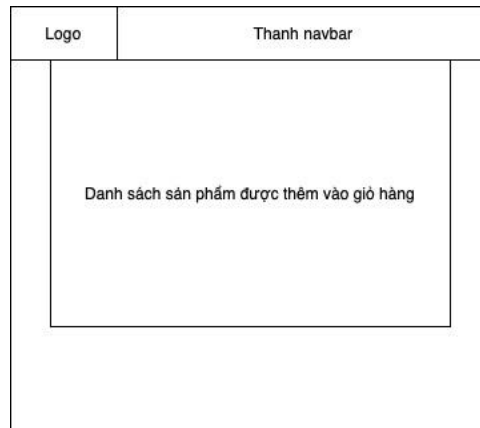 Logo
Thanh navbar
Danh sách sản phẩm được thêm vào giỏ hàng